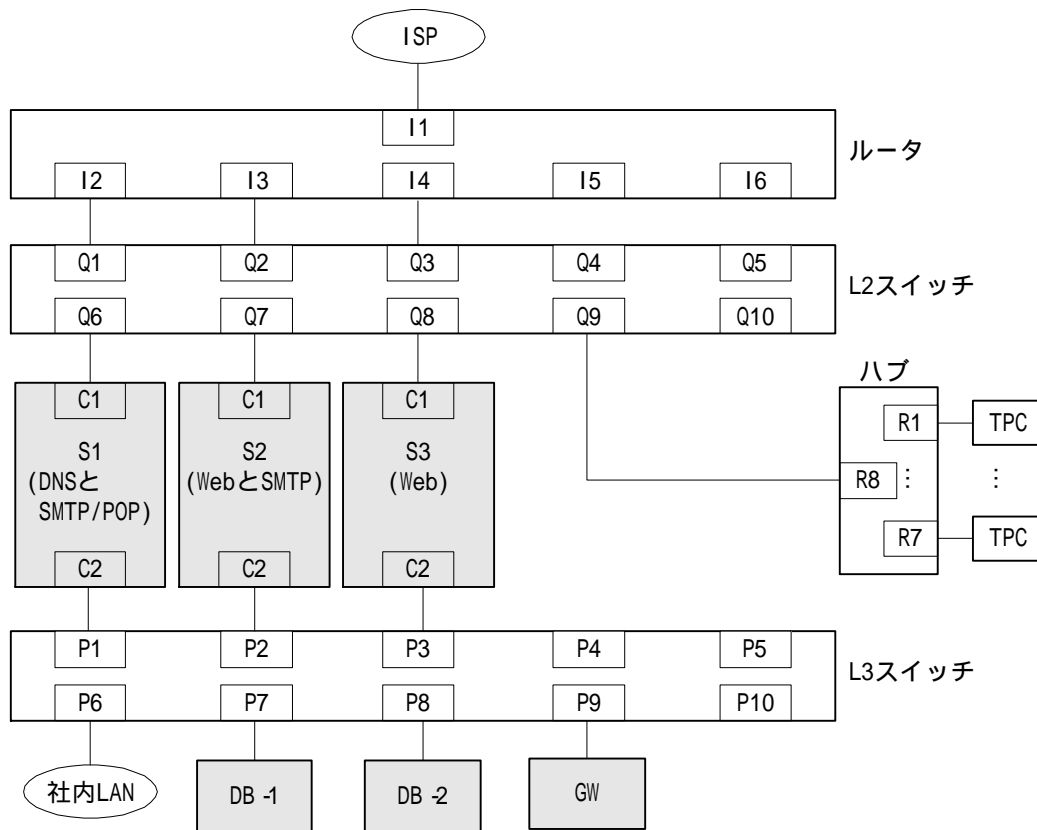 ISP
I1
ルータ
I2 I3 I4 I5 I6
Q1 Q2 Q3 Q4 Q5
L2スイッチ
Q6 Q7 Q8 Q9 Q10
ハブ
C1 C1 C1
R1 TPC
S1 S2 S3
(DNSと (WebとSMTP) (Web)
SMTP/POP)
R8 ⋮ ⋮
R7 TPC
C2 C2 C2
P1 P2 P3 P4 P5
L3スイッチ
P6 P7 P8 P9 P10
社内LAN DB-1 DB-2 GW